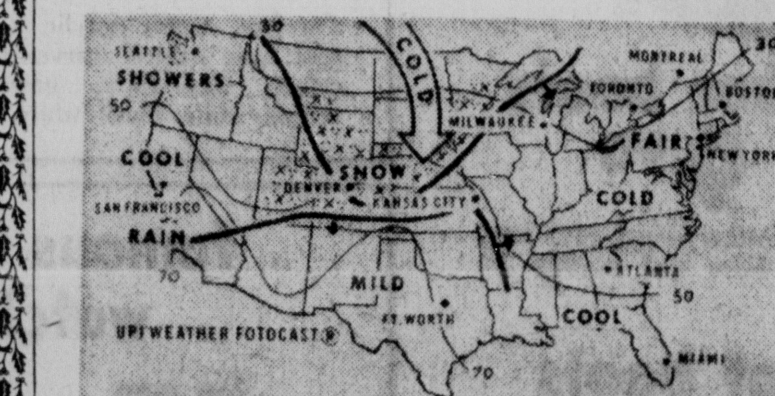 30
COLD
SEATTLE
SHOWERS
50
COOL
SAN FRANCISCO
RAIN
70
SNOW
DENVER
KANSAS CITY
MILD
FT. WORTH
70
UPI WEATHER FOTOCAST ®
MONTREAL
30
TORONTO
BOSTON
MILWAUKEE
FAIR
NEW YORK
COLD
ATLANTA
50
COOL
MIAMI